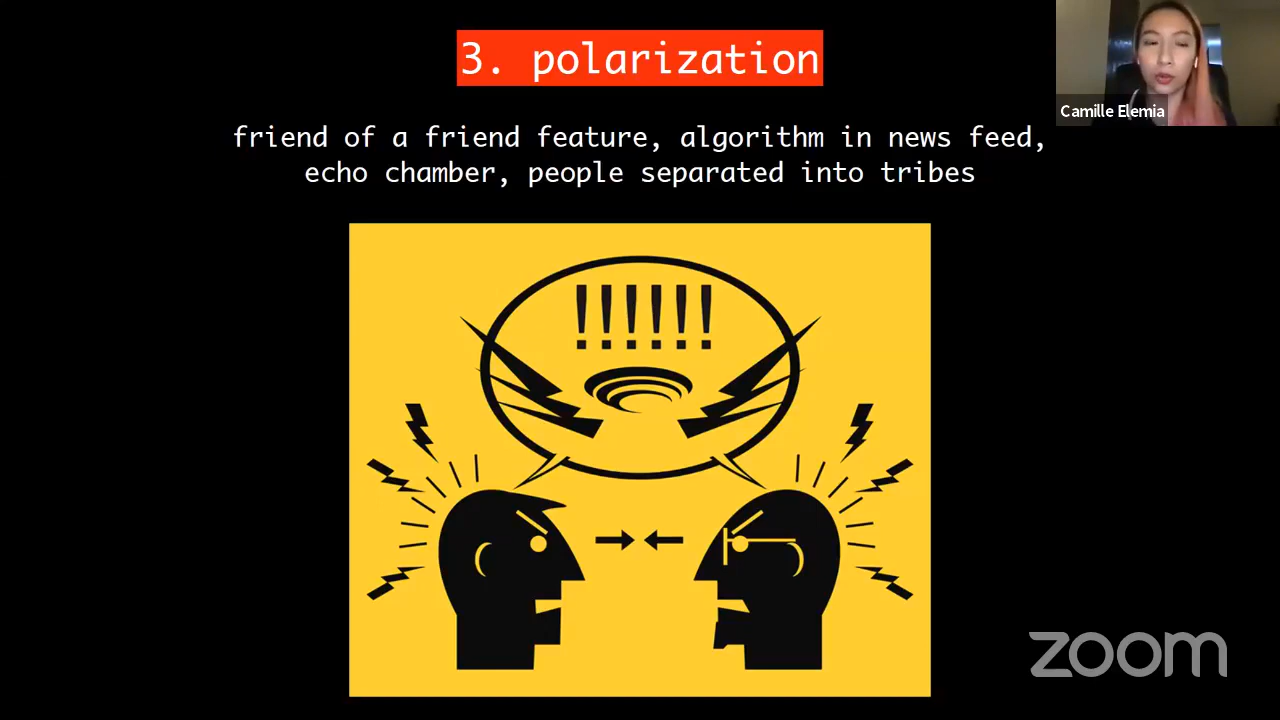 3. polarization
Camille Elemia
friend of a friend feature, algorithm in news feed,
echo chamber, people separated into tribes
!!!!!!
zoom